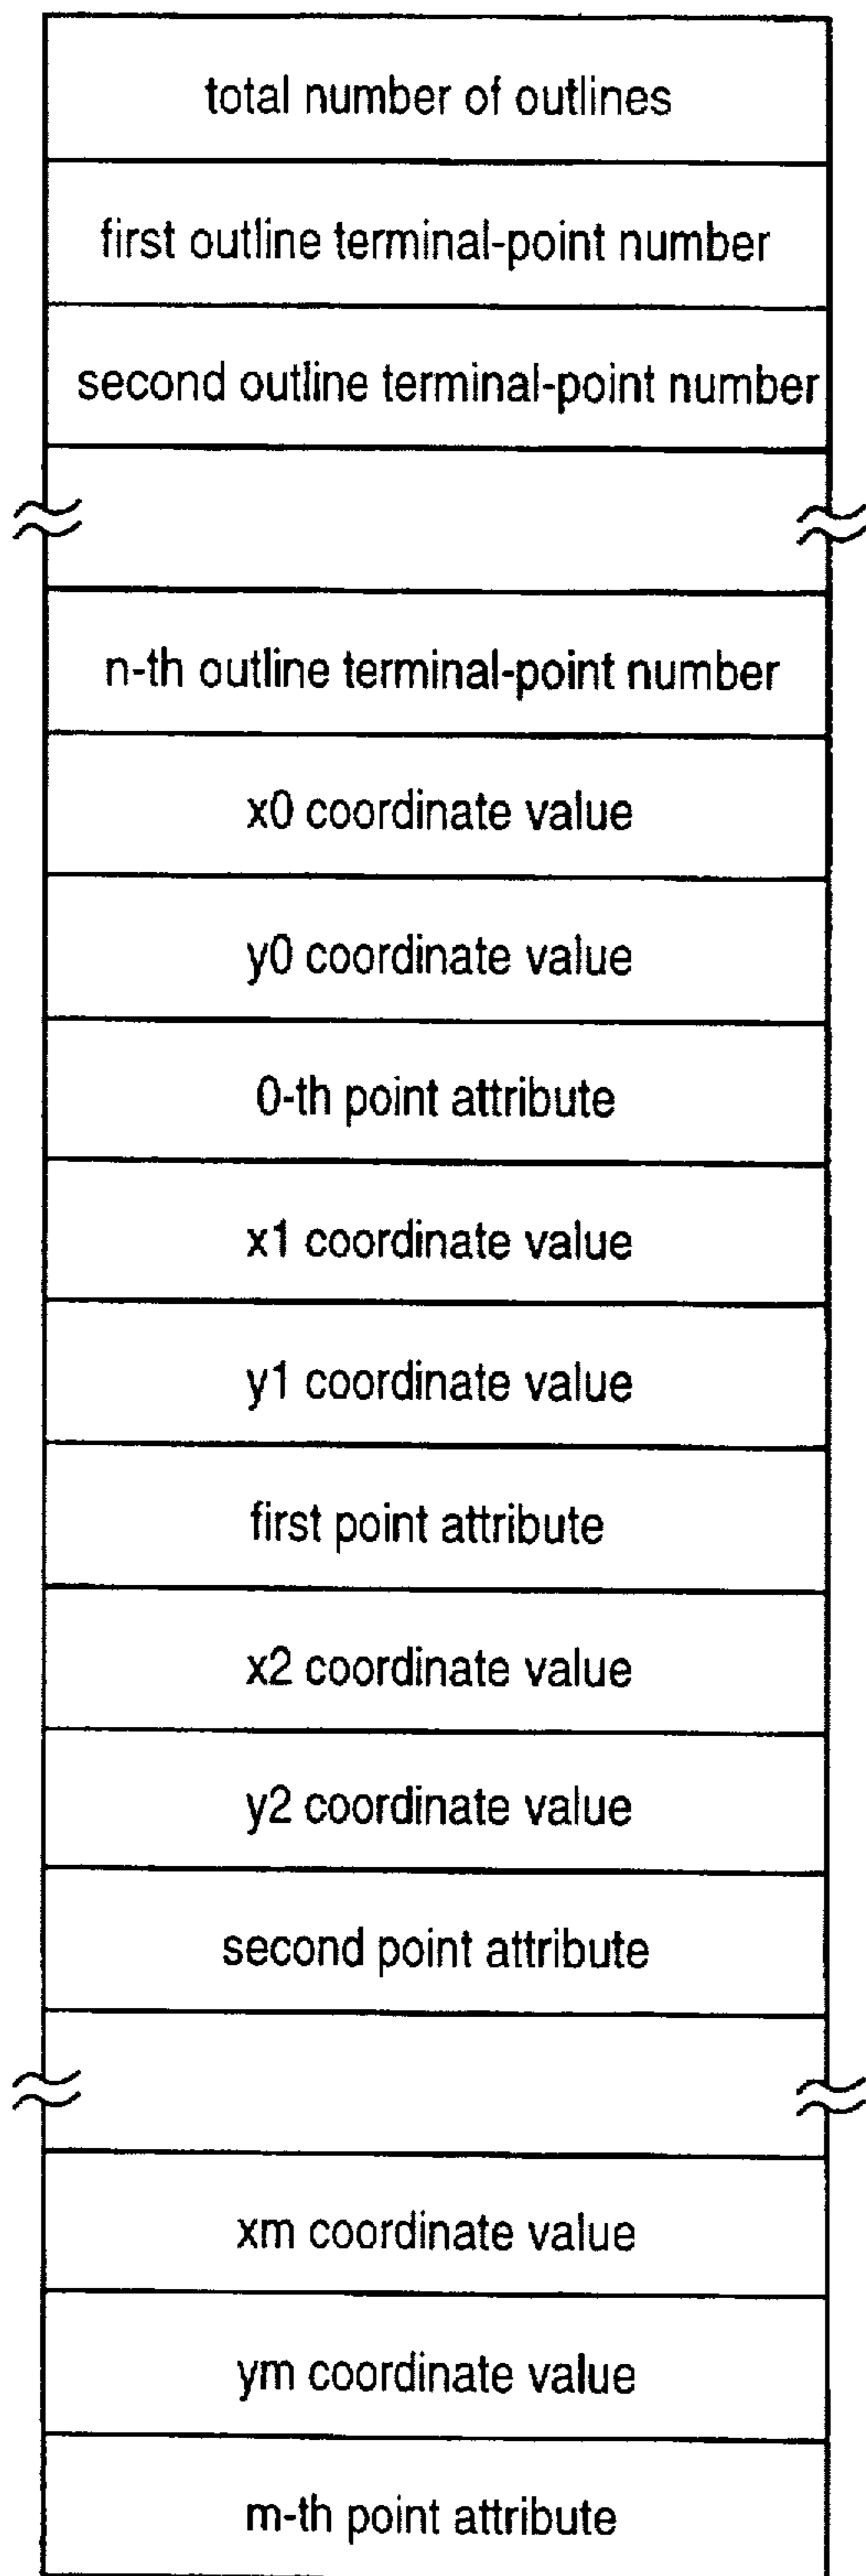 total number of outlines
first outline terminal-point number
second outline terminal-point number
n-th outline terminal-point number
x0 coordinate value
y0 coordinate value
0-th point attribute
x1 coordinate value
y1 coordinate value
first point attribute
x2 coordinate value
y2 coordinate value
second point attribute
xm coordinate value
ym coordinate value
m-th point attribute